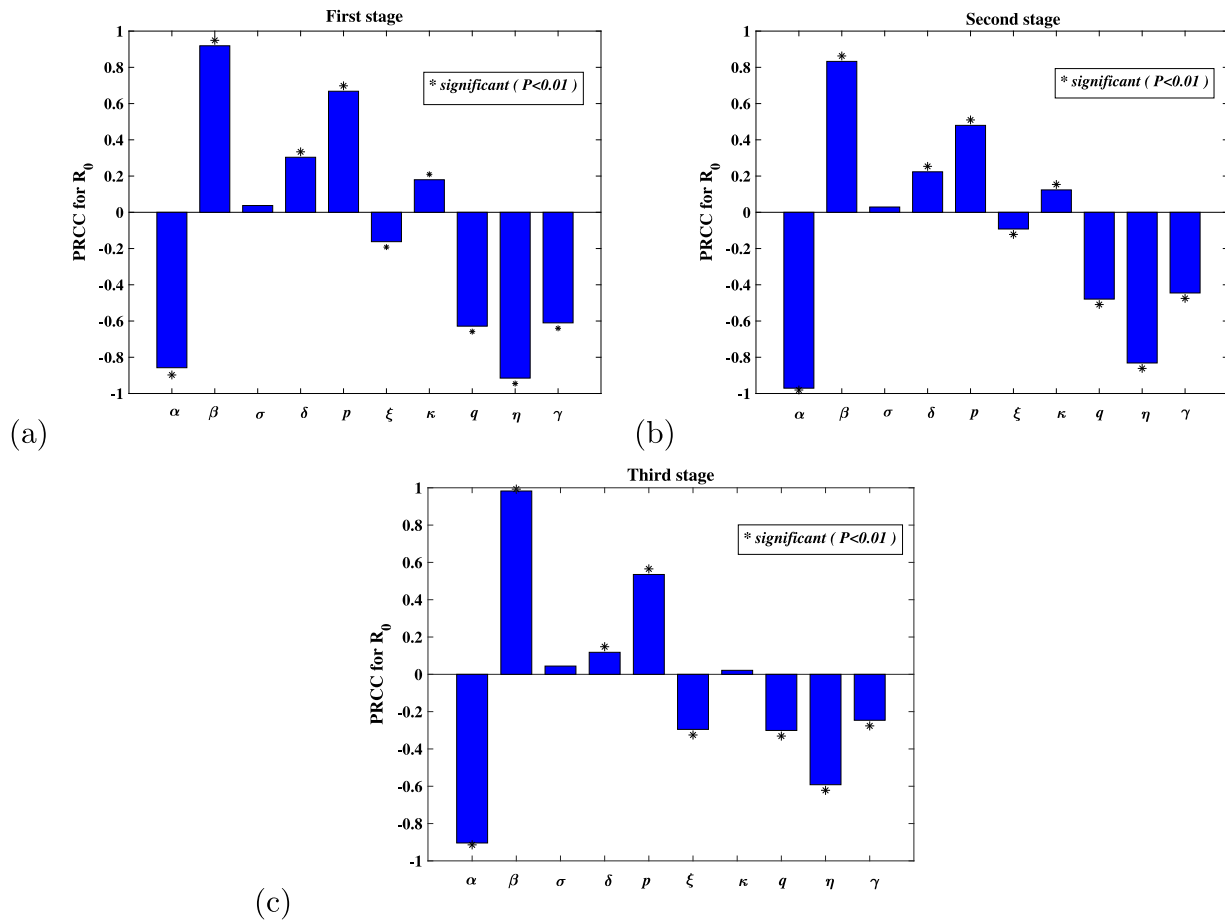 First stage
1
0.8
0.6
0.4
0.2
0
-0.2
-0.4
-0.6
-0.8
-1
PRCC for R0
* significant ( P<0.01 )
α β σ δ p ξ κ q η γ
(a)
Second stage
1
0.8
0.6
0.4
0.2
0
-0.2
-0.4
-0.6
-0.8
-1
PRCC for R0
* significant ( P<0.01 )
α β σ δ p ξ κ q η γ
(b)
Third stage
1
0.8
0.6
0.4
0.2
0
-0.2
-0.4
-0.6
-0.8
-1
PRCC for R0
* significant ( P<0.01 )
α β σ δ p ξ κ q η γ
(c)